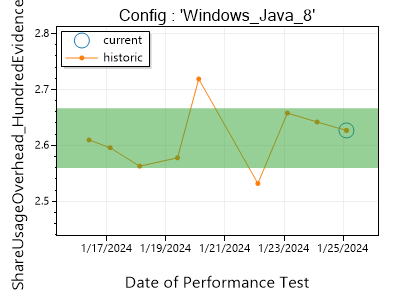 Config : 'Windows_Java_8'
ShareUsageOverhead_HundredEvidence
2.8
2.7
2.6
2.5
current
historic
1/17/2024
1/19/2024
1/21/2024
1/23/2024
1/25/2024
Date of Performance Test